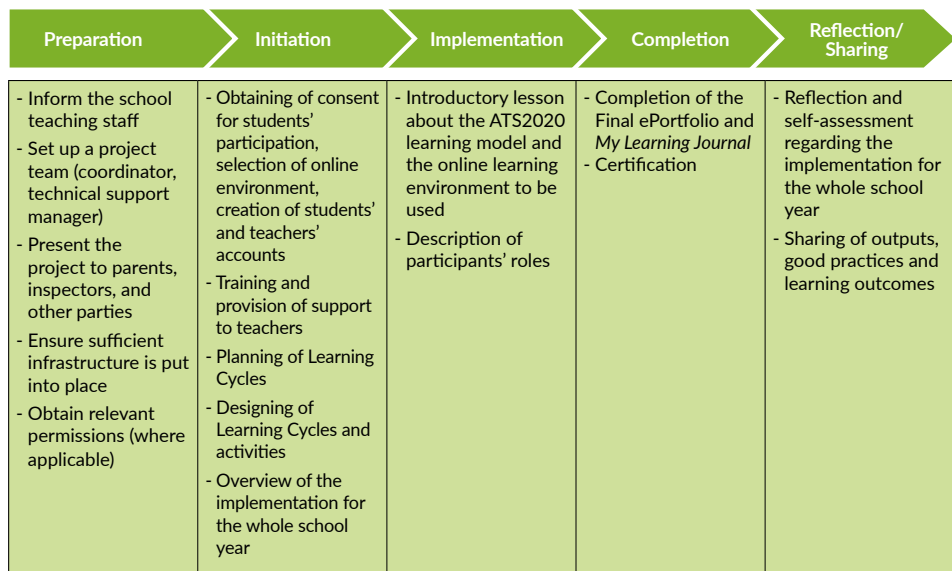 Preparation
Initiation
Implementation
Completion
Reflection/
Sharing
- Inform the school
teaching staff
- Set up a project
team (coordinator,
technical support
manager)
- Present the
project to parents,
inspectors, and
other parties
- Ensure sufficient
infrastructure is put
into place
- Obtain relevant
permissions (where
applicable)
- Obtaining of consent
for students'
participation,
selection of online
environment,
creation of students'
and teachers'
accounts
- Training and
provision of support
to teachers
- Planning of Learning
Cycles
- Designing of
Learning Cycles and
activities
- Overview of the
implementation for
the whole school
year
- Introductory lesson
about the ATS2020
learning model and
the online learning
environment to be
used
- Description of
participants' roles
- Completion of the
Final ePortfolio and
My Learning Journal
- Certification
- Reflection and
self-assessment
regarding the
implementation for
the whole school
year
- Sharing of outputs,
good practices and
learning outcomes